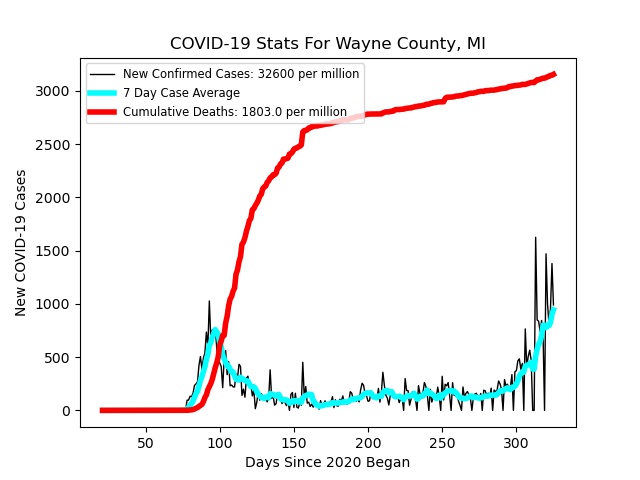 COVID-19 Stats For Wayne County, MI
New Confirmed Cases: 32600 per million
7 Day Case Average
Cumulative Deaths: 1803.0 per million
New COVID-19 Cases
3000
2500
2000
1500
1000
500
0
50 100 150 200 250 300
Days Since 2020 Began